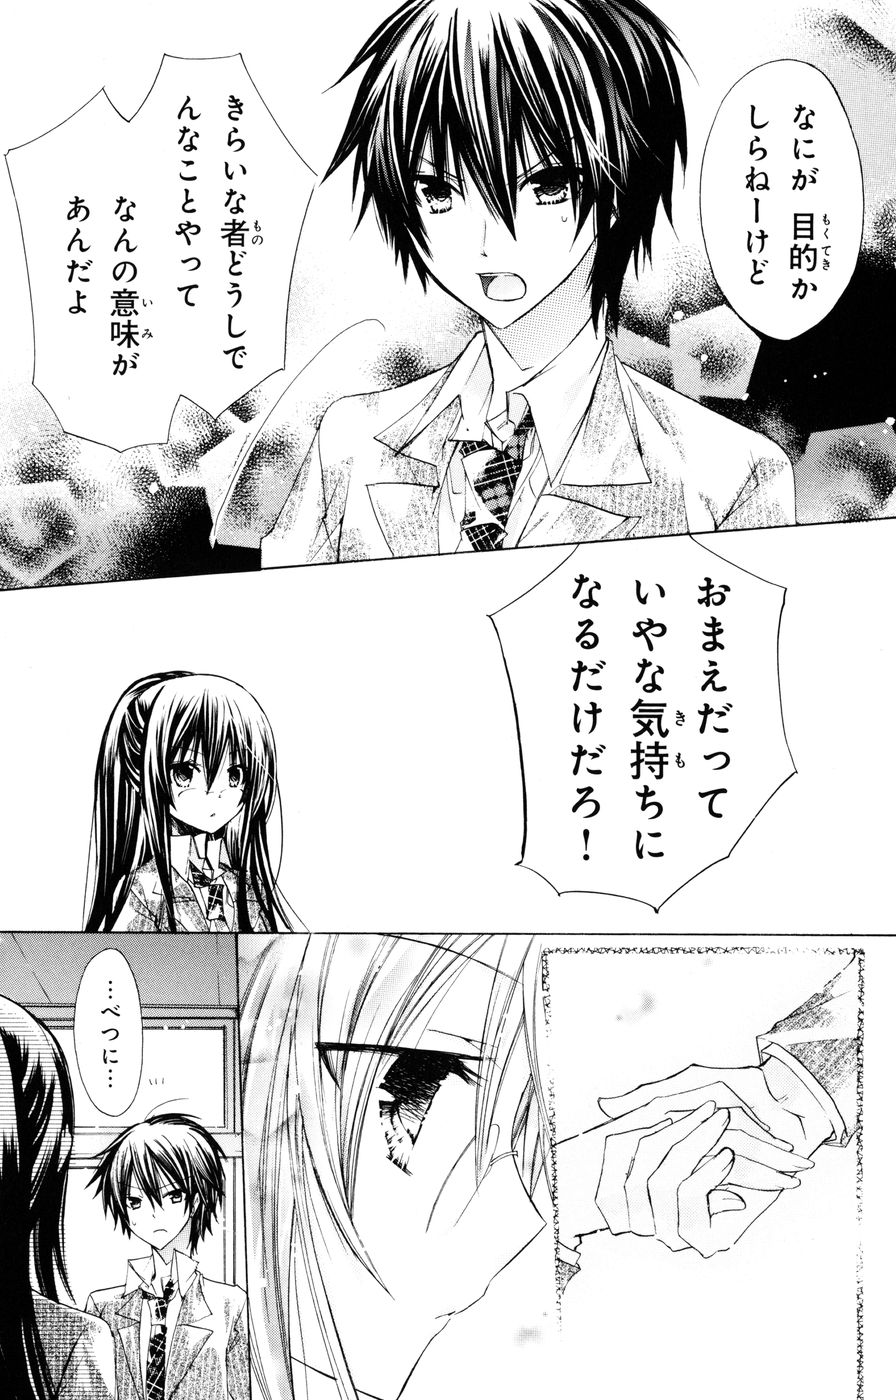 なにが目的か
しらねーけど
きらいな者どうしで
んなことやって
なんの意味が
あんだよ
おまえだって
いやな気持ちに
なるだけだろ!
…べつに…